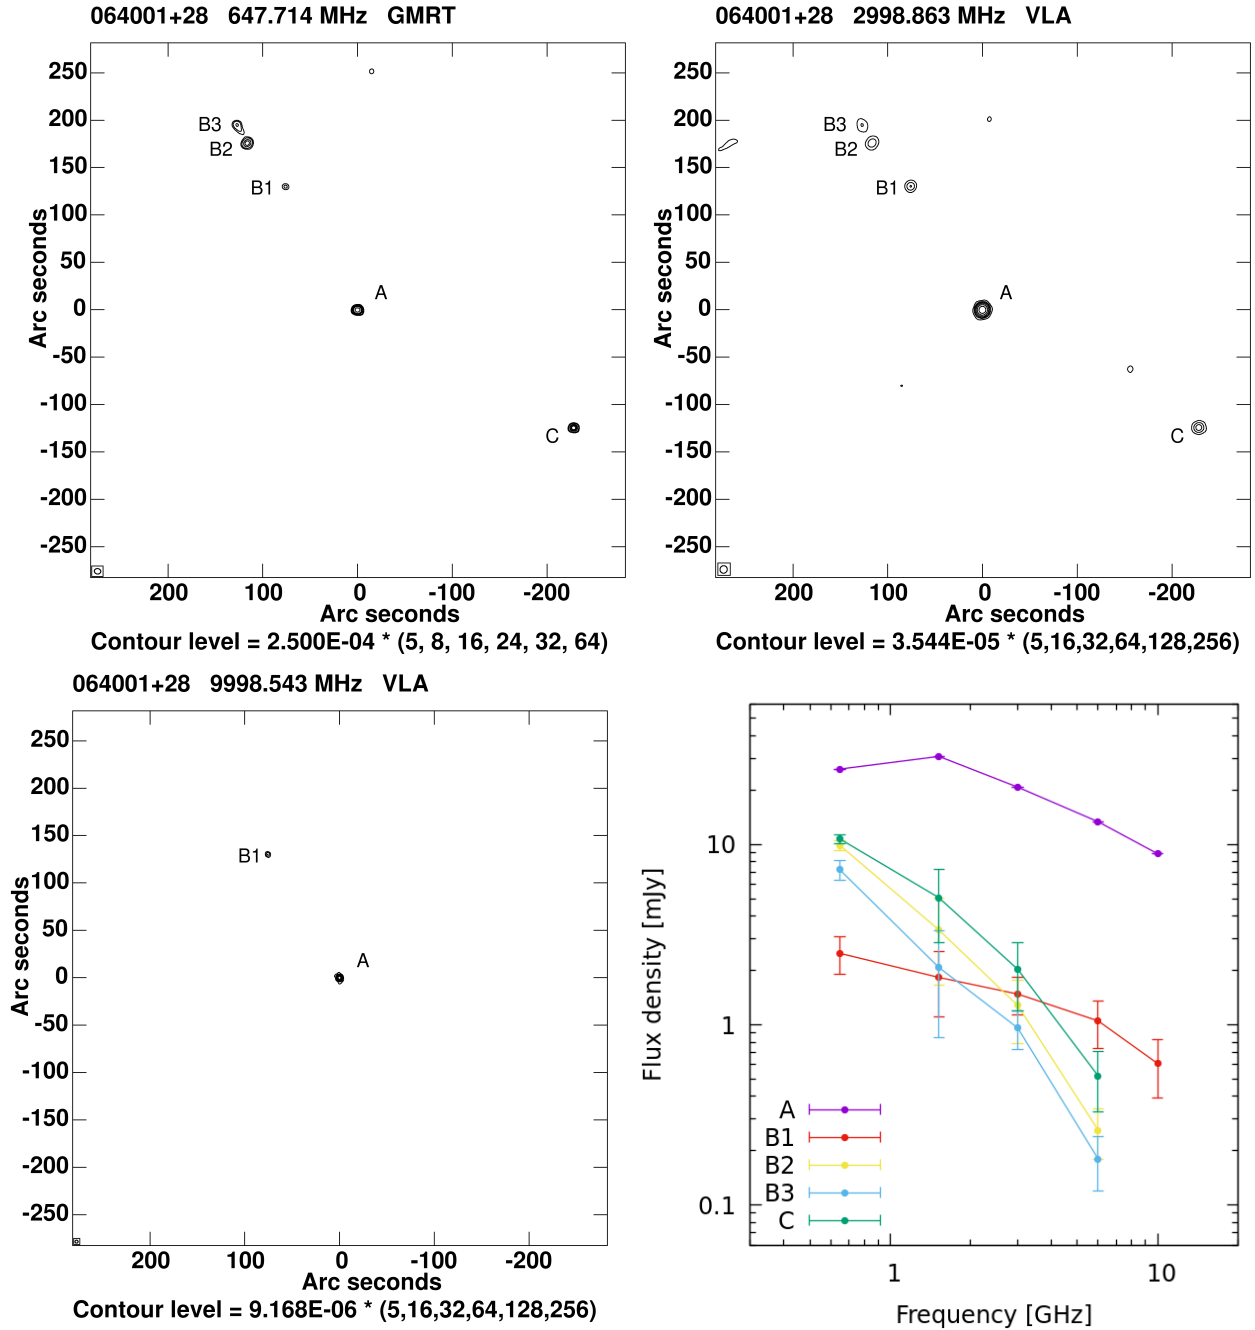 064001+28 647.714 MHz GMRT
250
200
150
100
50
0
-50
-100
-150
-200
-250
Arc seconds
B3
B2
B1
A
C
200 100 0 -100 -200
Arc seconds
Contour level = 2.500E-04 * (5, 8, 16, 24, 32, 64)
064001+28 2998.863 MHz VLA
250
200
150
100
50
0
-50
-100
-150
-200
-250
Arc seconds
B3
B2
B1
A
C
200 100 0 -100 -200
Arc seconds
Contour level = 3.544E-05 * (5,16,32,64,128,256)
064001+28 9998.543 MHz VLA
250
200
150
100
50
0
-50
-100
-150
-200
-250
Arc seconds
B1
A
200 100 0 -100 -200
Arc seconds
Contour level = 9.168E-06 * (5,16,32,64,128,256)
10
1
0.1
Flux density [mJy]
A
B1
B2
B3
C
1 10
Frequency [GHz]